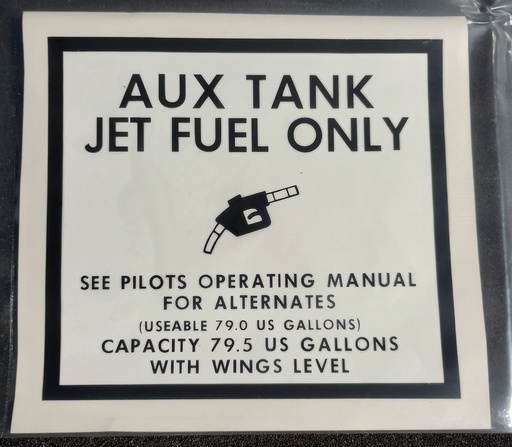 AUX TANK
JET FUEL ONLY
SEE PILOTS OPERATING MANUAL
FOR ALTERNATES
(USEABLE 79.0 US GALLONS)
CAPACITY 79.5 US GALLONS
WITH WINGS LEVEL